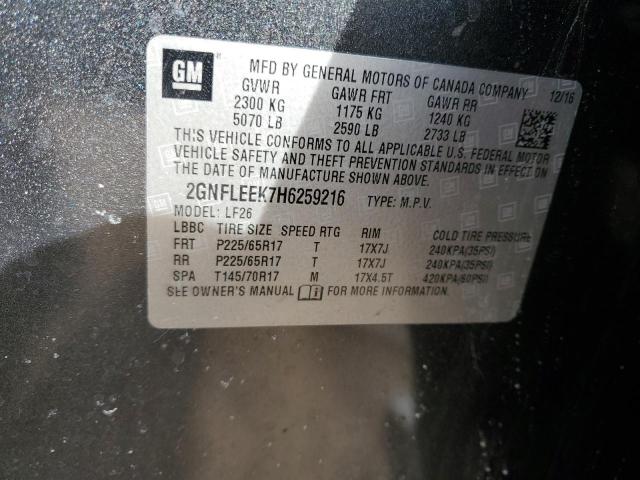 GM
MFD BY GENERAL MOTORS OF CANADA COMPANY
GVWR GAWR FRT GAWR RR 12/16
2300 KG 1175 KG 1240 KG
5070 LB 2590 LB 2733 LB
THIS VEHICLE CONFORMS TO ALL APPLICABLE U.S. FEDERAL MOTOR
VEHICLE SAFETY AND THEFT PREVENTION STANDARDS IN EFFECT ON
THE DATE OF MANUFACTURE SHOWN ABOVE.
2GNFLEEK7H6259216 TYPE: M.P.V.
MODEL: LF26
LBBC TIRE SIZE SPEED RTG RIM COLD TIRE PRESSURE
FRT P225/65R17 T 17X7J 240KPA(35PSI)
RR P225/65R17 T 17X7J 240KPA(35PSI)
SPA T145/70R17 M 17X4.5T 420KPA(60PSI)
SEE OWNER'S MANUAL FOR MORE INFORMATION.